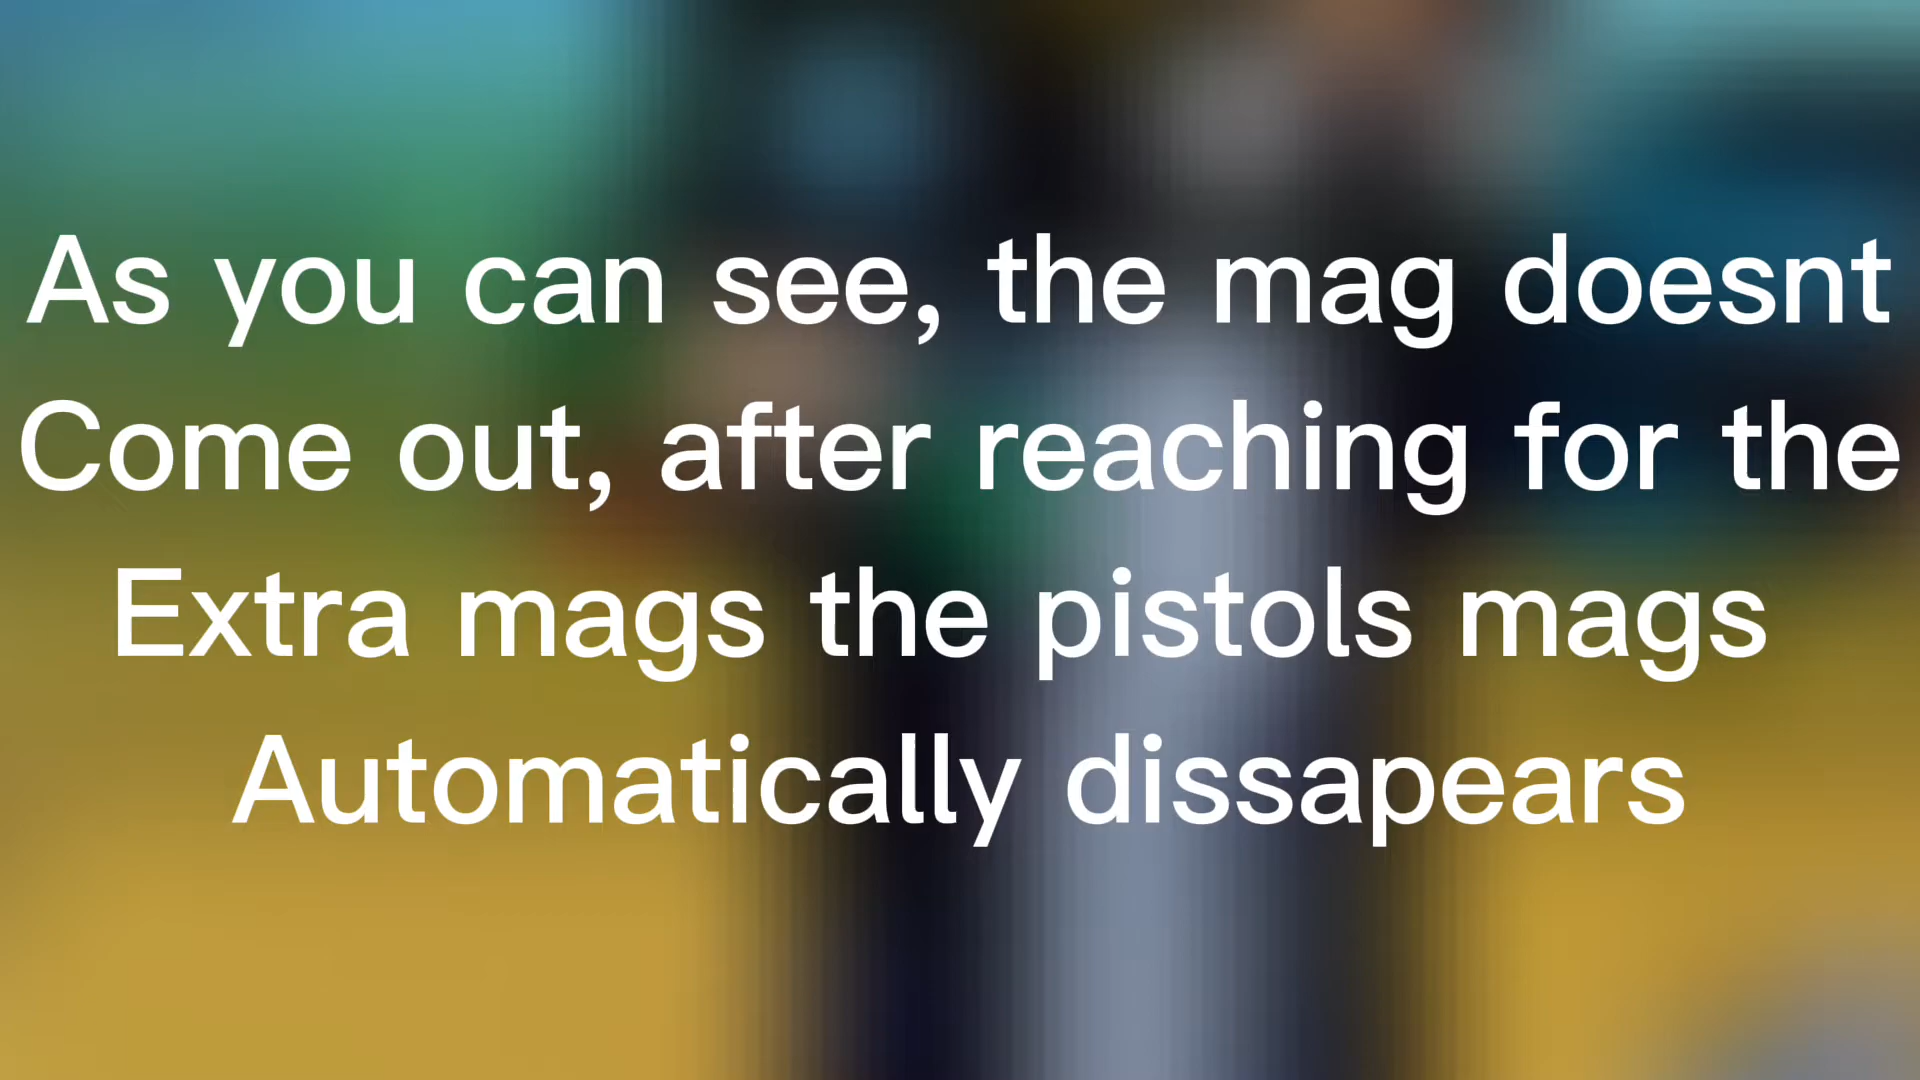 As you can see, the mag doesnt
Come out, after reaching for the
Extra mags the pistols mags
Automatically dissapears